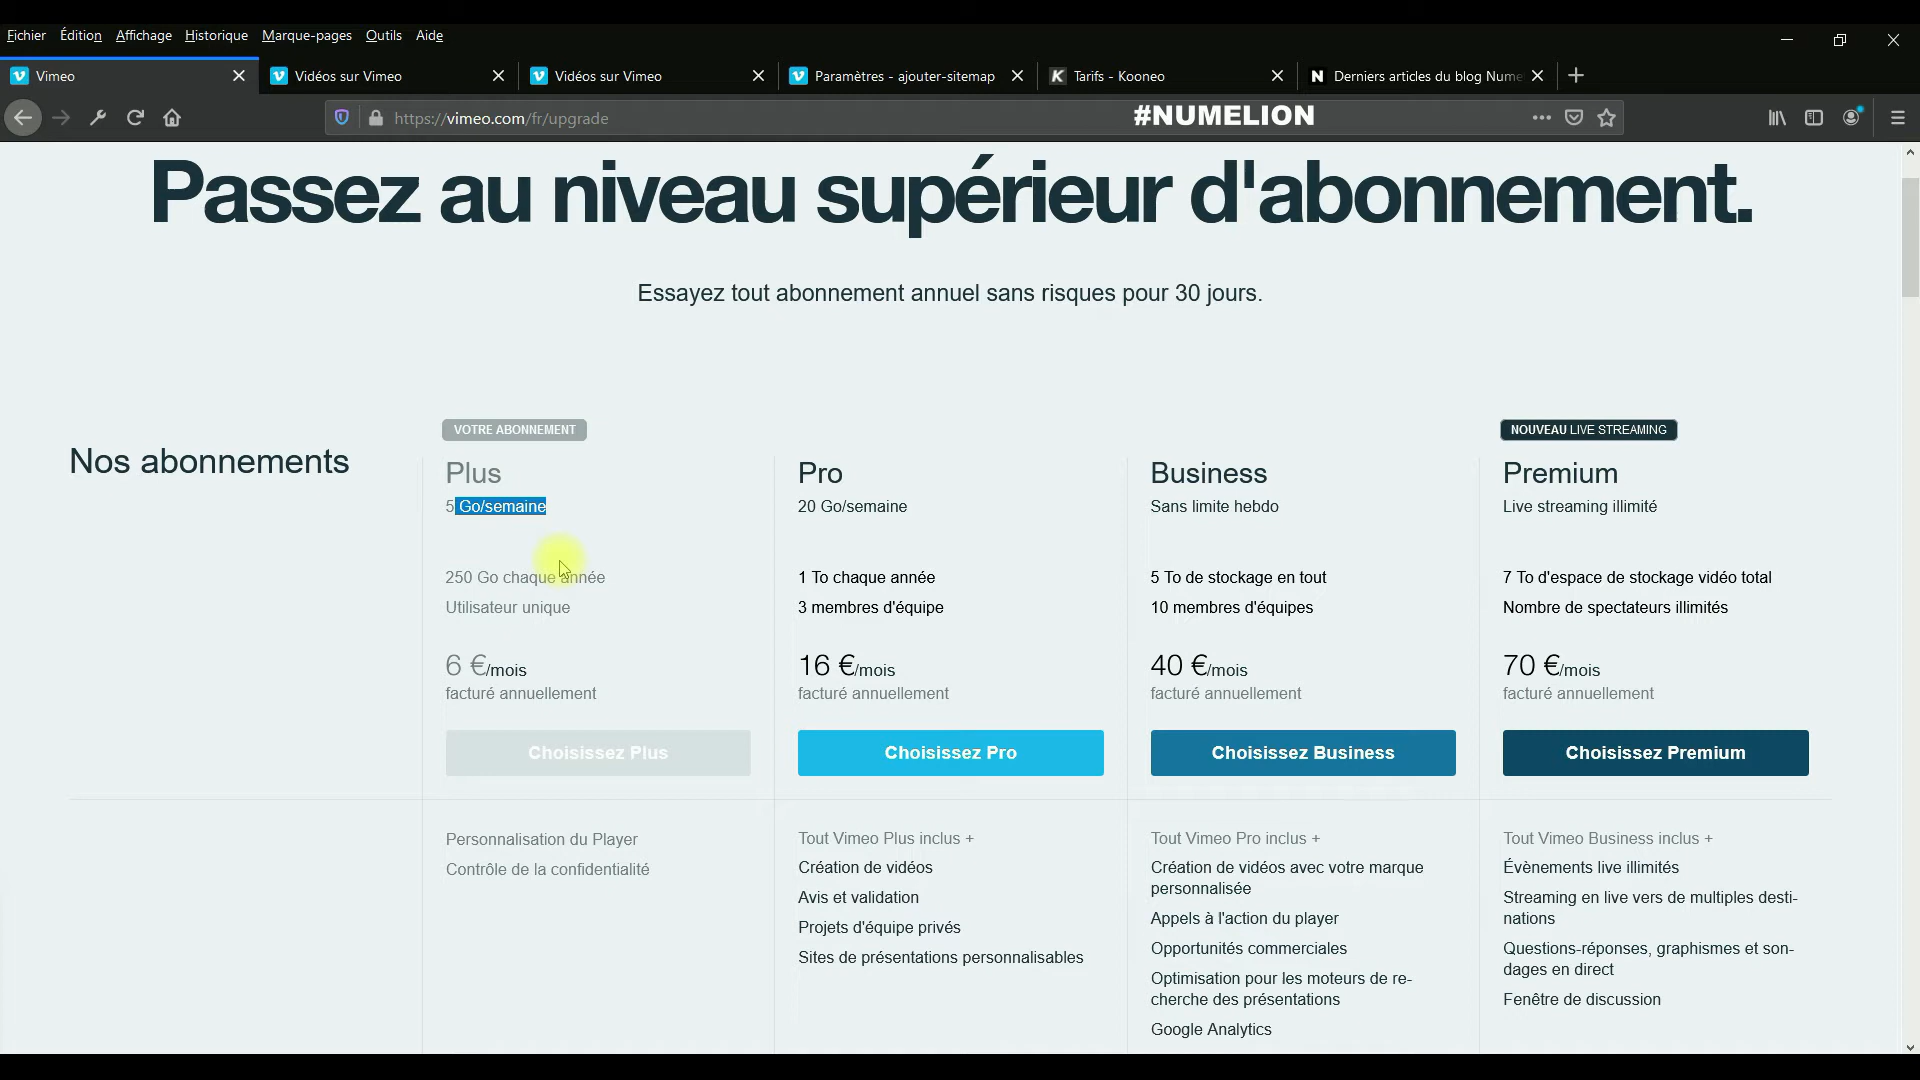 Fichier Édition Affichage Historique Marque-pages Outils Aide
Vimeo
Vidéos sur Vimeo
Vidéos sur Vimeo
Paramètres - ajouter-sitemap
Tarifs - Kooneo
Derniers articles du blog Nume
https://vimeo.com/fr/upgrade
#NUMELION
Passez au niveau supérieur d'abonnement.
Essayez tout abonnement annuel sans risques pour 30 jours.
Nos abonnements
VOTRE ABONNEMENT
Plus
5 Go/semaine
250 Go chaque année
Utilisateur unique
6 €/mois
facturé annuellement
Choisissez Plus
Personnalisation du Player
Contrôle de la confidentialité
Pro
20 Go/semaine
1 To chaque année
3 membres d'équipe
16 €/mois
facturé annuellement
Choisissez Pro
Tout Vimeo Plus inclus +
Création de vidéos
Avis et validation
Projets d'équipe privés
Sites de présentations personnalisables
Business
Sans limite hebdo
5 To de stockage en tout
10 membres d'équipes
40 €/mois
facturé annuellement
Choisissez Business
Tout Vimeo Pro inclus +
Création de vidéos avec votre marque
personnalisée
Appels à l'action du player
Opportunités commerciales
Optimisation pour les moteurs de re-
cherche des présentations
Google Analytics
NOUVEAU LIVE STREAMING
Premium
Live streaming illimité
7 To d'espace de stockage vidéo total
Nombre de spectateurs illimités
70 €/mois
facturé annuellement
Choisissez Premium
Tout Vimeo Business inclus +
Évènements live illimités
Streaming en live vers de multiples desti-
nations
Questions-réponses, graphismes et son-
dages en direct
Fenêtre de discussion